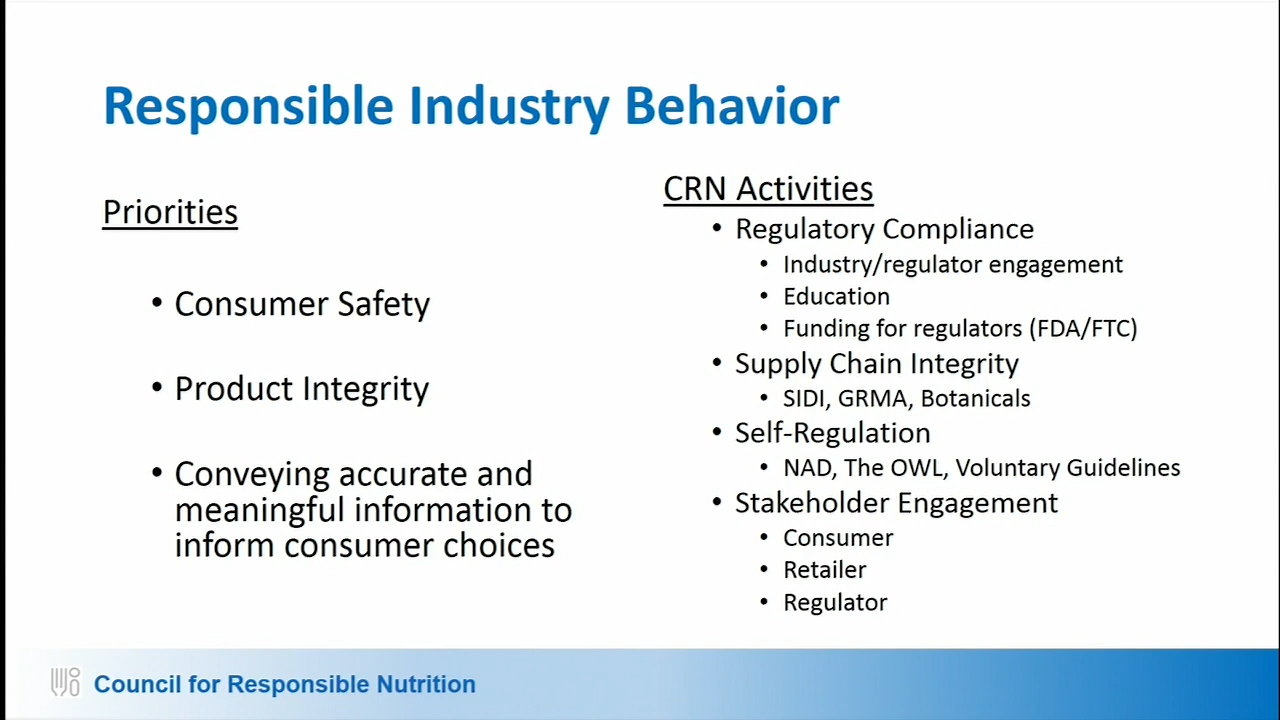 Responsible Industry Behavior
Priorities
• Consumer Safety
• Product Integrity
• Conveying accurate and
meaningful information to
inform consumer choices
CRN Activities
• Regulatory Compliance
• Industry/regulator engagement
• Education
• Funding for regulators (FDA/FTC)
• Supply Chain Integrity
• SIDI, GRMA, Botanicals
• Self-Regulation
• NAD, The OWL, Voluntary Guidelines
• Stakeholder Engagement
• Consumer
• Retailer
• Regulator
Council for Responsible Nutrition